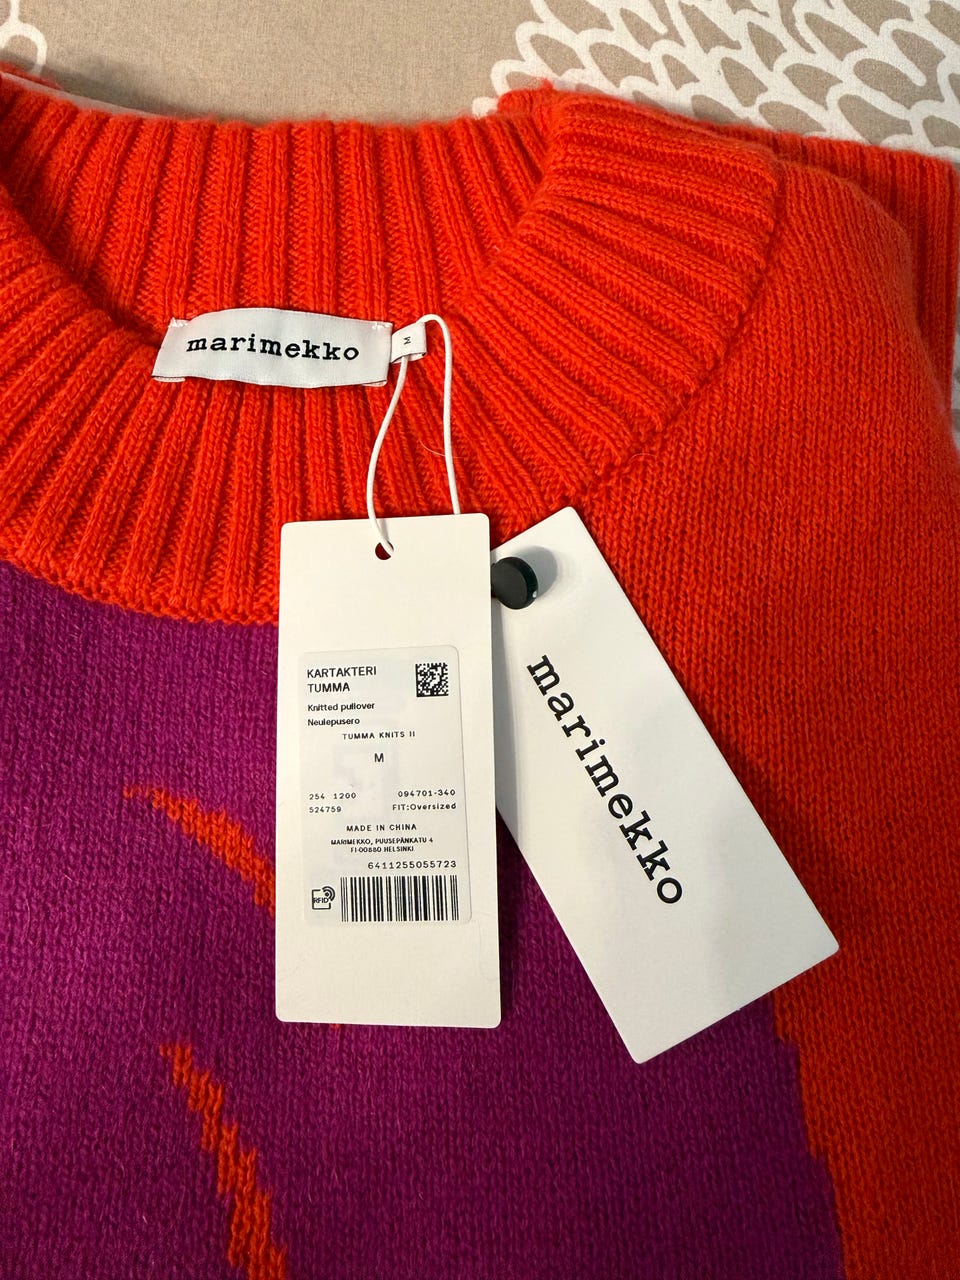 marimekko
M
KARTAKTERI
TUMMA
Knitted pullover
Neulepusero
TUMMA KNITS II
M
254 1200 094701-340
524759 FIT:Oversized
MADE IN CHINA
MARIMEKKO, PUUSEPÄNKATU 4
FI-00880 HELSINKI
6411255055723
RFID
marimekko